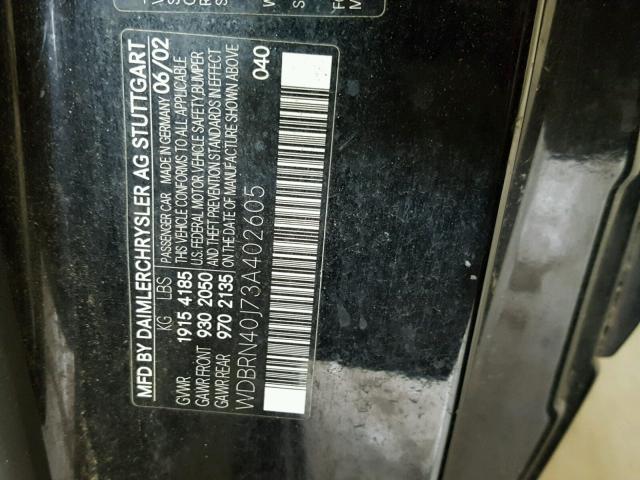 MFD BY DAIMLERCHRYSLER AG STUTTGART
KG LBS PASSENGER CAR MADE IN GERMANY 06/02
GVWR 1915 4185 THIS VEHICLE CONFORMS TO ALL APPLICABLE
GAWR FRONT 930 2050 U.S. FEDERAL MOTOR VEHICLE SAFETY, BUMPER
GAWR REAR 970 2135 AND THEFT PREVENTION STANDARDS IN EFFECT
ON THE DATE OF MANUFACTURE SHOWN ABOVE
WDBRN40J73A402605 040